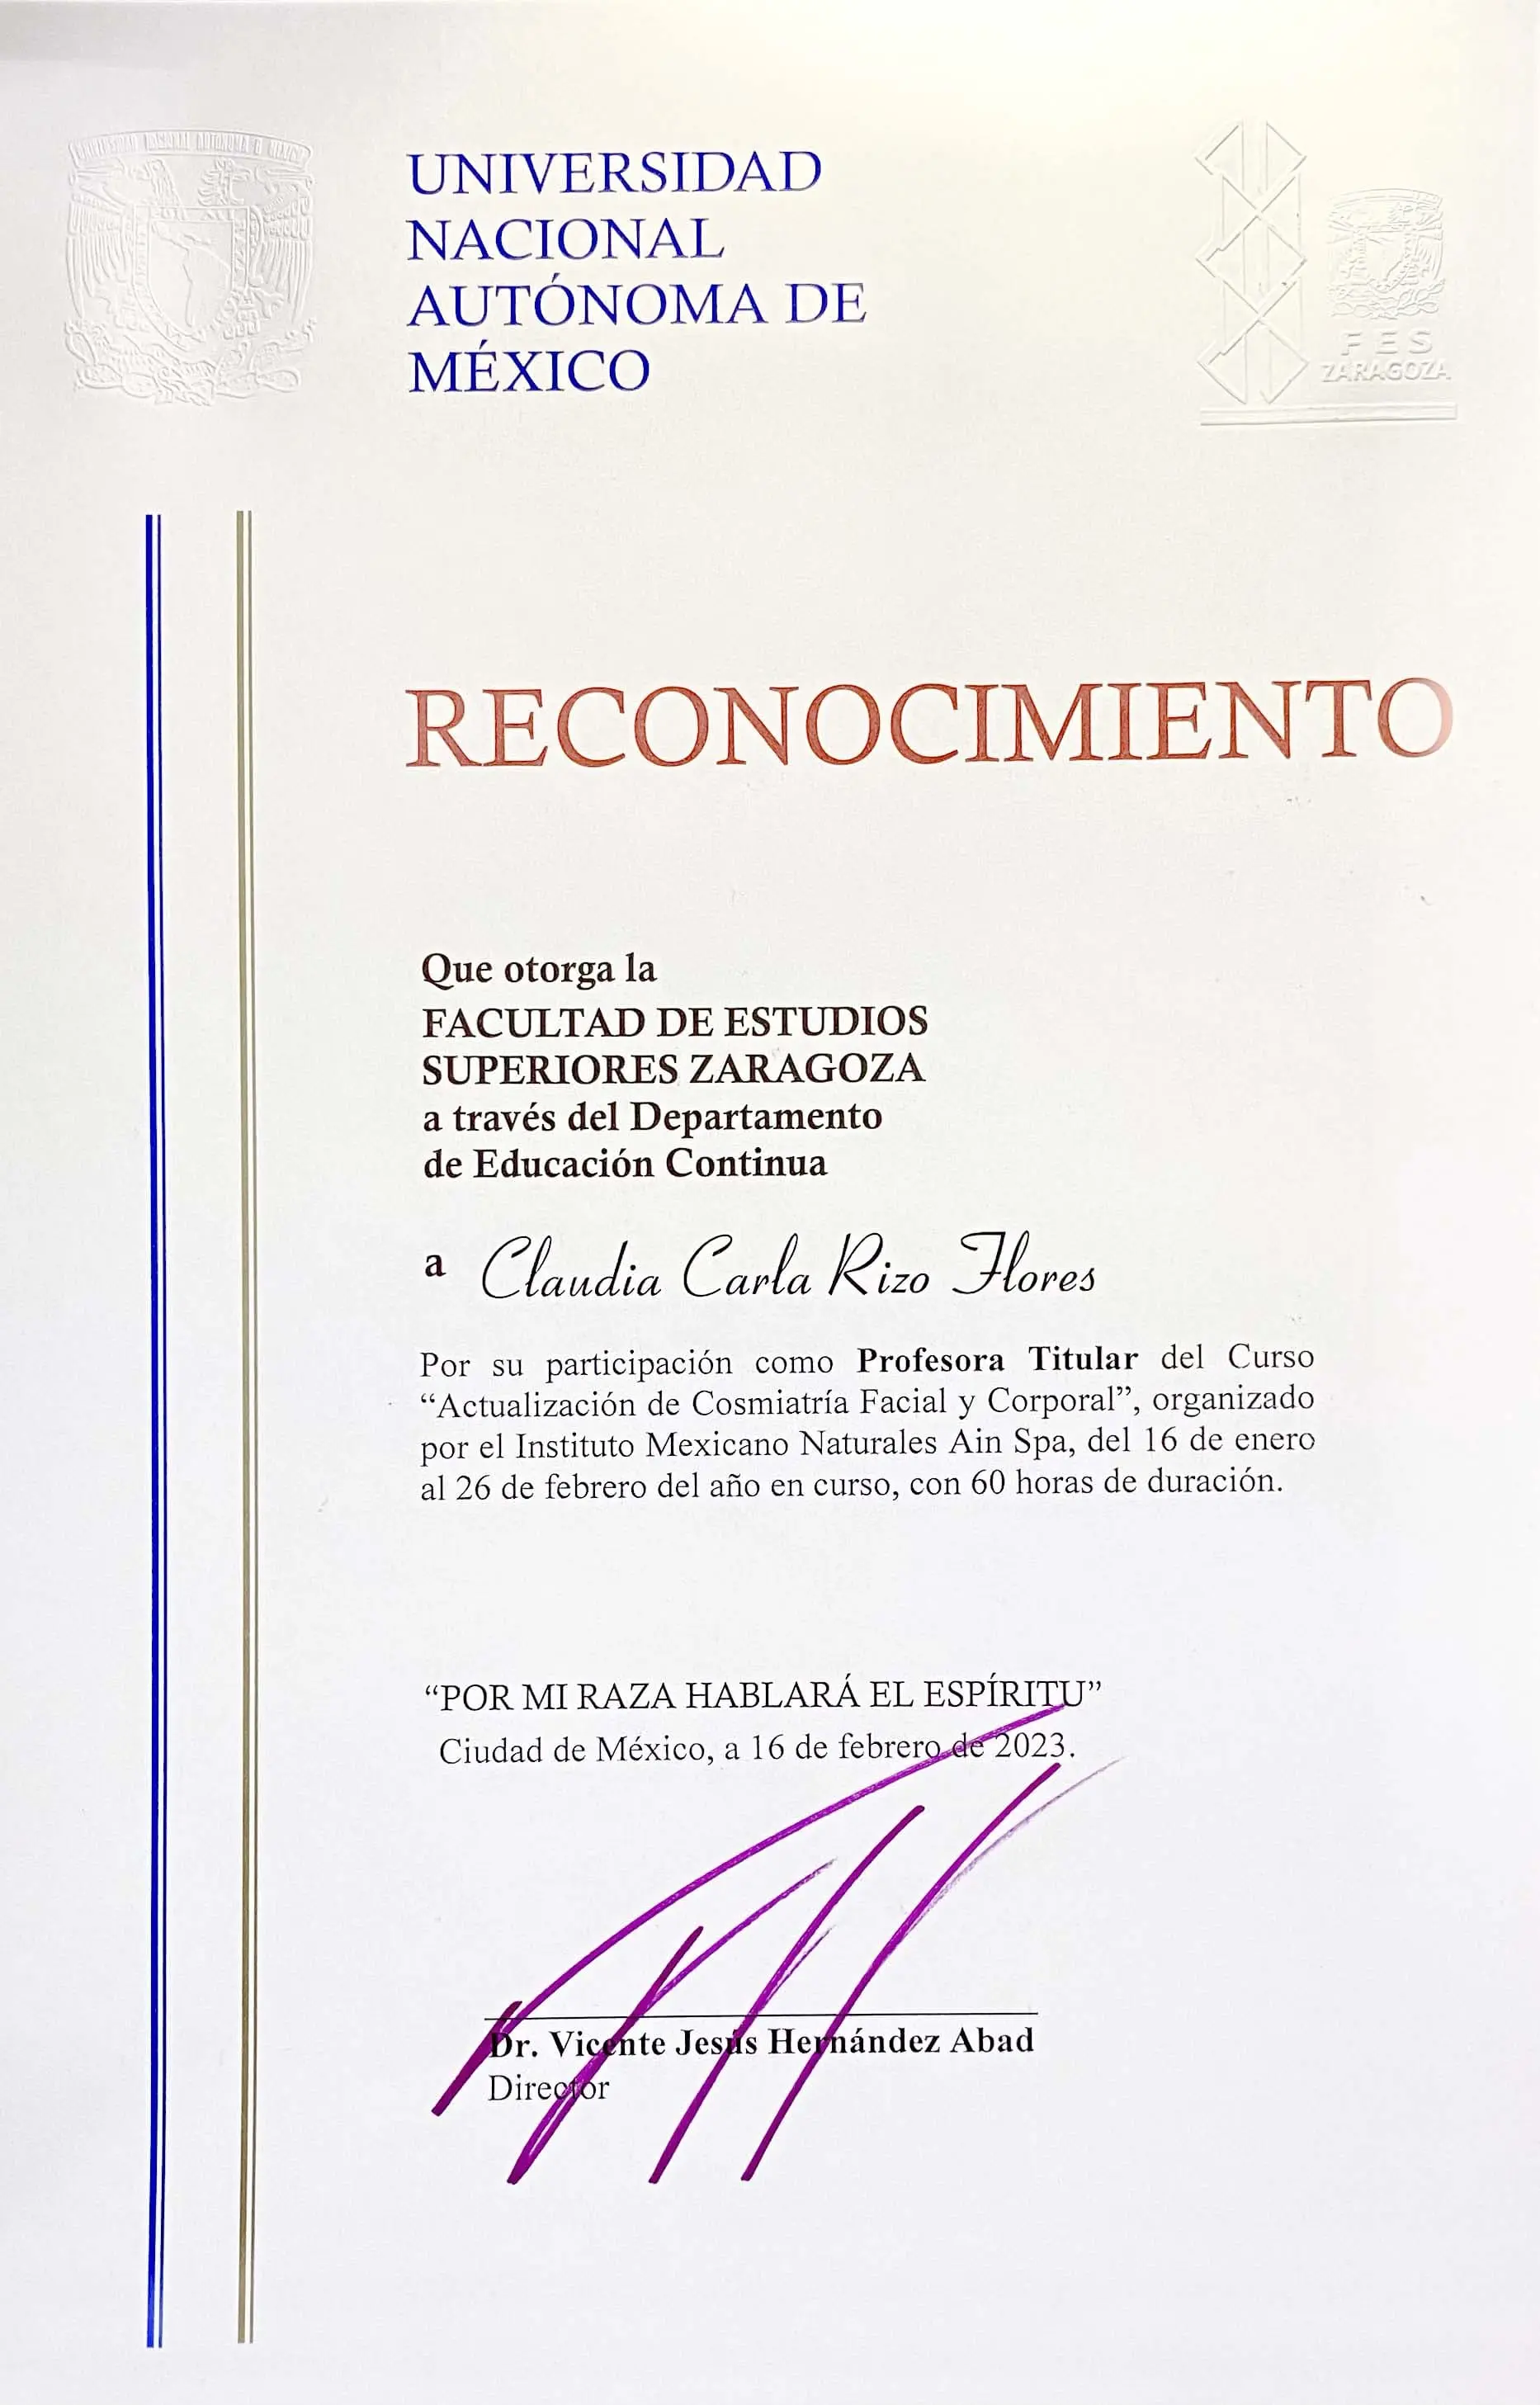 UNIVERSIDAD NACIONAL AUTONOMA D MEXICO
UNIVERSIDAD
NACIONAL
AUTÓNOMA DE
MÉXICO
FES
ZARAGOZA
RECONOCIMIENTO
Que otorga la
FACULTAD DE ESTUDIOS
SUPERIORES ZARAGOZA
a través del Departamento
de Educación Continua
a Claudia Carla Rizo Flores
Por su participación como Profesora Titular del Curso
“Actualización de Cosmiatría Facial y Corporal”, organizado
por el Instituto Mexicano Naturales Ain Spa, del 16 de enero
al 26 de febrero del año en curso, con 60 horas de duración.
“POR MI RAZA HABLARÁ EL ESPÍRITU”
Ciudad de México, a 16 de febrero de 2023.
Dr. Vicente Jesús Hernández Abad
Director